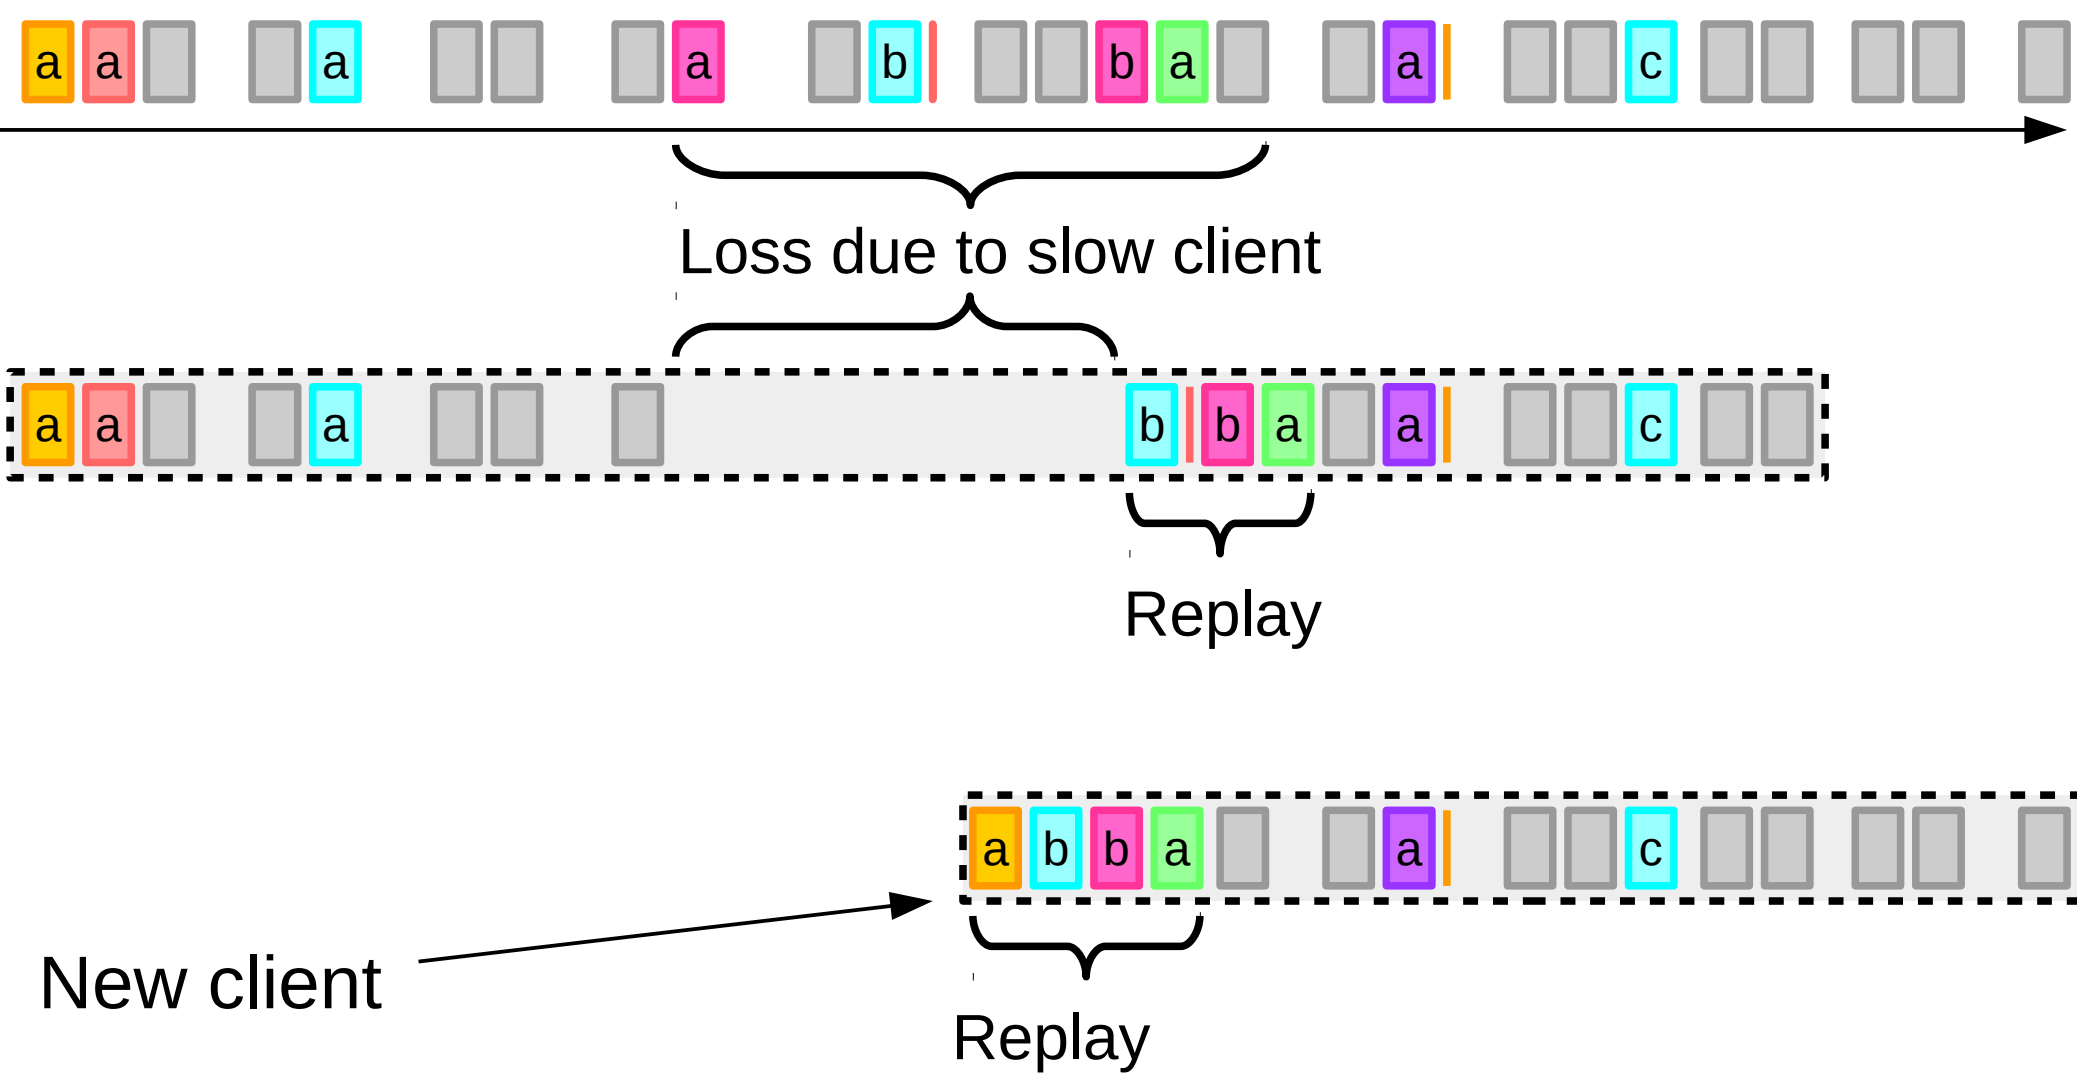 a a a a b b a a c
Loss due to slow client
a a a b b a a c
Replay
a b b a a c
New client
Replay